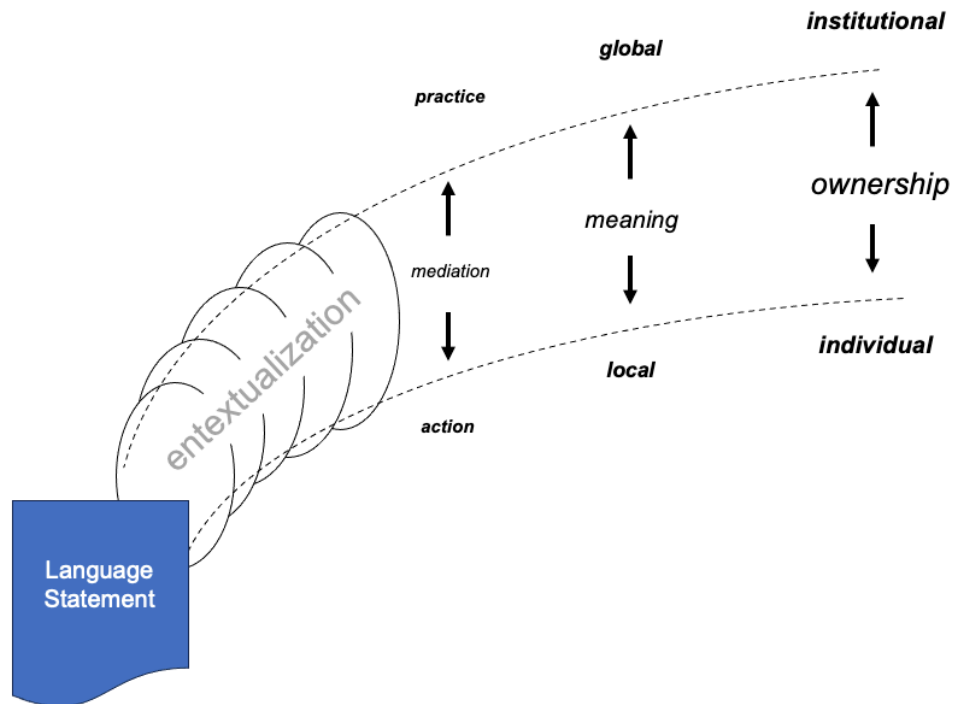 institutional
global
practice
ownership
meaning
mediation
entextualization
individual
local
action
Language
Statement